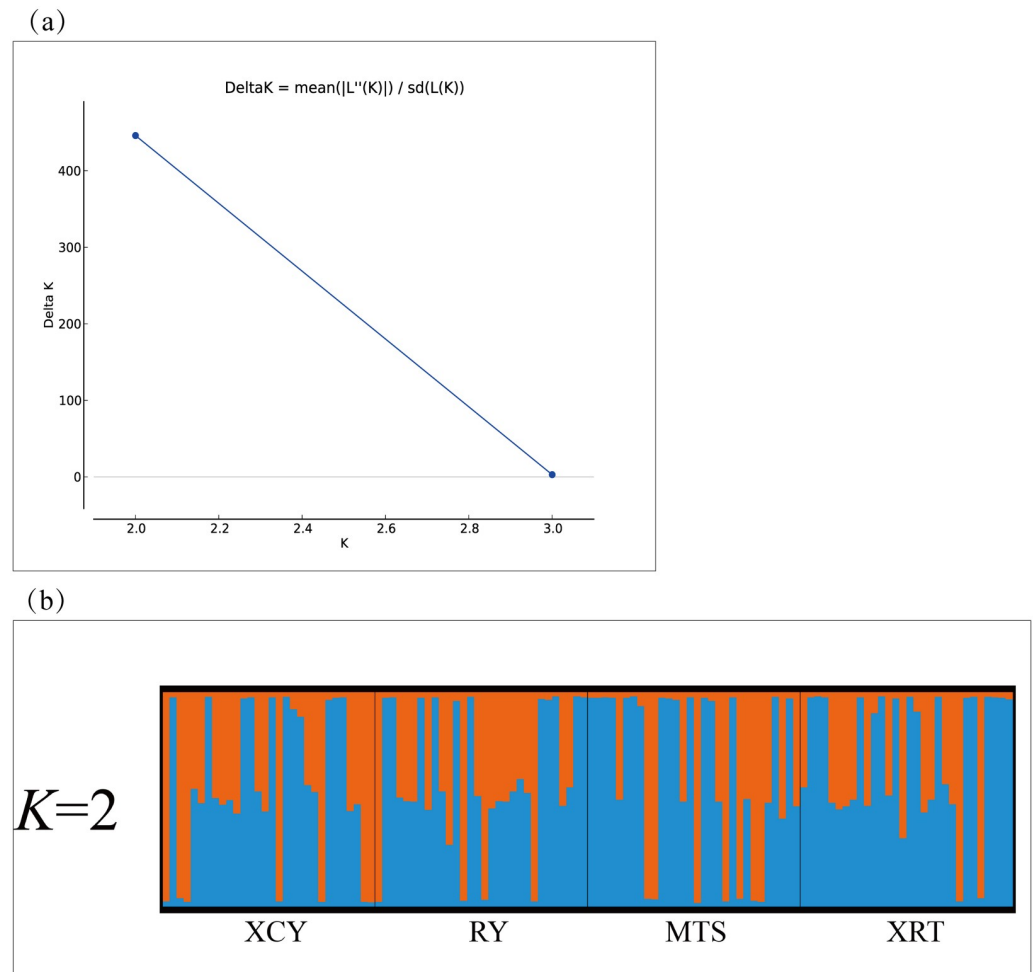 (a)
DeltaK = mean(|L''(K)|) / sd(L(K))
400
300
200
100
0
Delta K
2.0 2.2 2.4 2.6 2.8 3.0
K
(b)
K=2
XCY RY MTS XRT